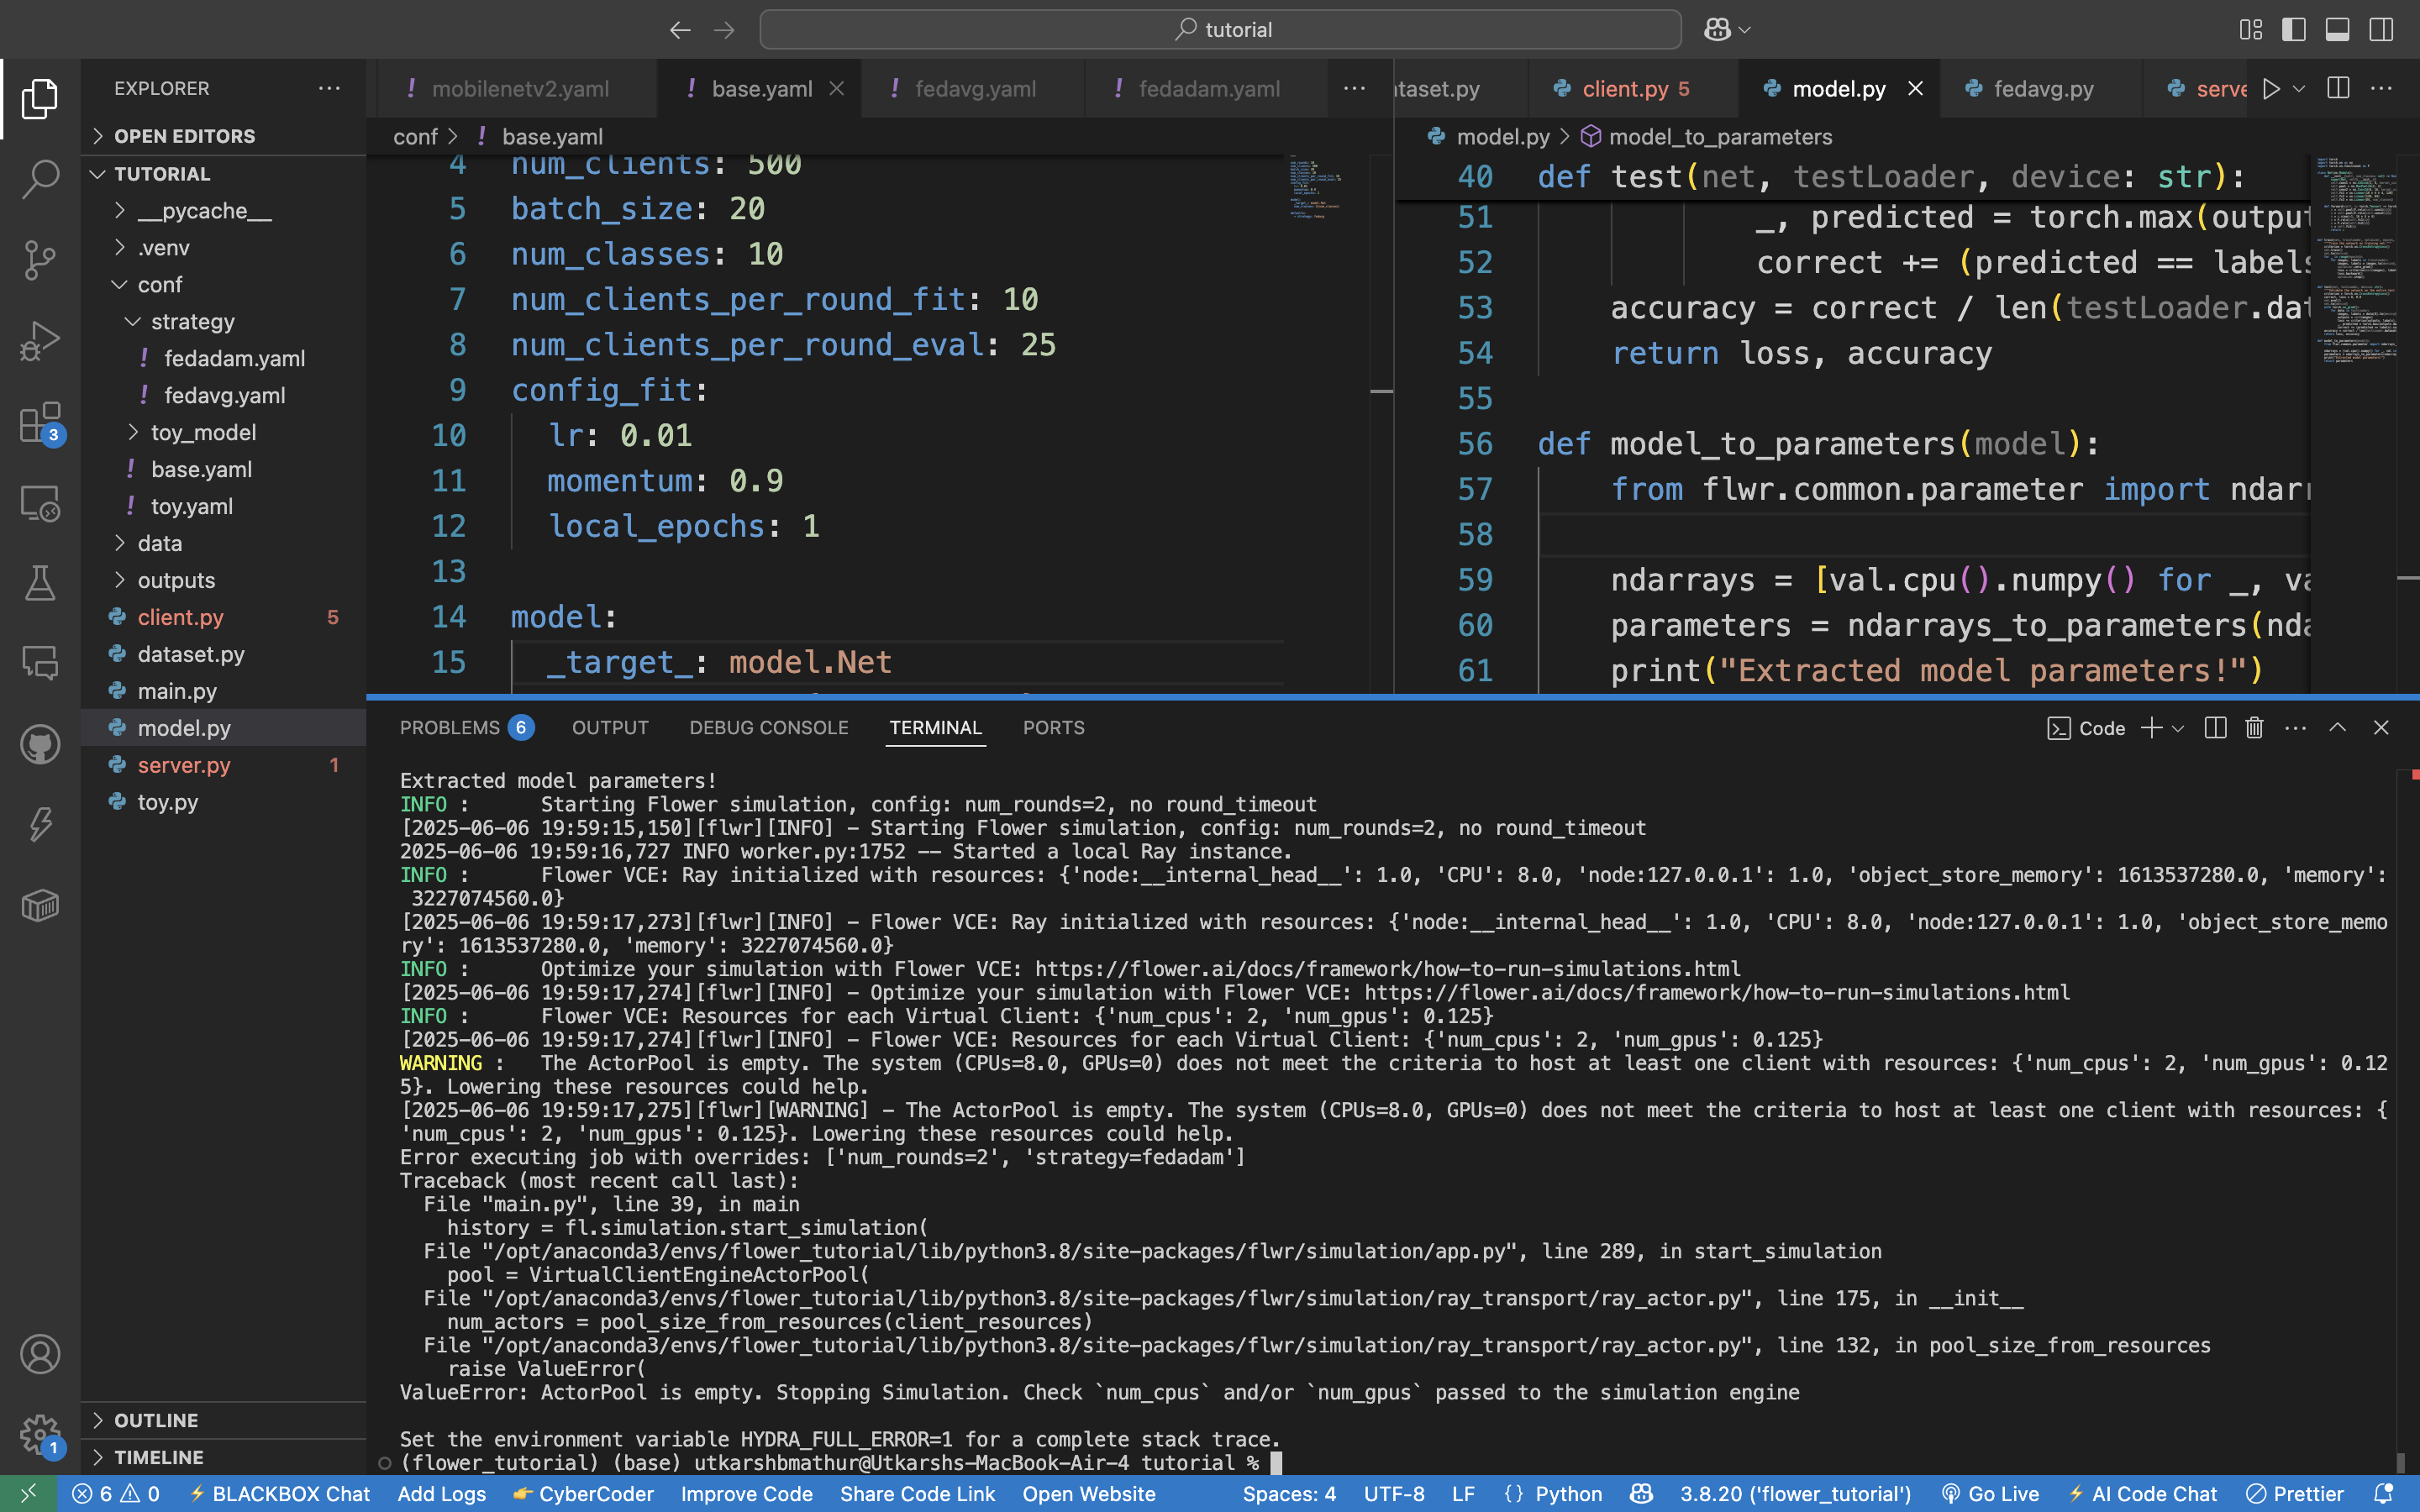 tutorial
EXPLORER
OPEN EDITORS
TUTORIAL
__pycache__
.venv
conf
strategy
! fedadam.yaml
! fedavg.yaml
toy_model
! base.yaml
! toy.yaml
data
outputs
client.py 5
dataset.py
main.py
model.py
server.py 1
toy.py
OUTLINE
TIMELINE
3
1
! mobilenetv2.yaml
! base.yaml
! fedavg.yaml
! fedadam.yaml
conf > ! base.yaml
4 num_clients: 500
5 batch_size: 20
6 num_classes: 10
7 num_clients_per_round_fit: 10
8 num_clients_per_round_eval: 25
9 config_fit:
10 lr: 0.01
11 momentum: 0.9
12 local_epochs: 1
13
14 model:
15 _target_: model.Net
taset.py
client.py 5
model.py
fedavg.py
serve
model.py > model_to_parameters
40 def test(net, testLoader, device: str):
51 _, predicted = torch.max(output
52 correct += (predicted == labels
53 accuracy = correct / len(testLoader.dat
54 return loss, accuracy
55
56 def model_to_parameters(model):
57 from flwr.common.parameter import ndarr
58
59 ndarrays = [val.cpu().numpy() for _, va
60 parameters = ndarrays_to_parameters(nda
61 print("Extracted model parameters!")
PROBLEMS 6 OUTPUT DEBUG CONSOLE TERMINAL PORTS
Code
Extracted model parameters!
INFO : Starting Flower simulation, config: num_rounds=2, no round_timeout
[2025-06-06 19:59:15,150][flwr][INFO] - Starting Flower simulation, config: num_rounds=2, no round_timeout
2025-06-06 19:59:16,727 INFO worker.py:1752 -- Started a local Ray instance.
INFO : Flower VCE: Ray initialized with resources: {'node:__internal_head__': 1.0, 'CPU': 8.0, 'node:127.0.0.1': 1.0, 'object_store_memory': 1613537280.0, 'memory':
3227074560.0}
[2025-06-06 19:59:17,273][flwr][INFO] - Flower VCE: Ray initialized with resources: {'node:__internal_head__': 1.0, 'CPU': 8.0, 'node:127.0.0.1': 1.0, 'object_store_memo
ry': 1613537280.0, 'memory': 3227074560.0}
INFO : Optimize your simulation with Flower VCE: https://flower.ai/docs/framework/how-to-run-simulations.html
[2025-06-06 19:59:17,274][flwr][INFO] - Optimize your simulation with Flower VCE: https://flower.ai/docs/framework/how-to-run-simulations.html
INFO : Flower VCE: Resources for each Virtual Client: {'num_cpus': 2, 'num_gpus': 0.125}
[2025-06-06 19:59:17,274][flwr][INFO] - Flower VCE: Resources for each Virtual Client: {'num_cpus': 2, 'num_gpus': 0.125}
WARNING : The ActorPool is empty. The system (CPUs=8.0, GPUs=0) does not meet the criteria to host at least one client with resources: {'num_cpus': 2, 'num_gpus': 0.12
5}. Lowering these resources could help.
[2025-06-06 19:59:17,275][flwr][WARNING] - The ActorPool is empty. The system (CPUs=8.0, GPUs=0) does not meet the criteria to host at least one client with resources: {
'num_cpus': 2, 'num_gpus': 0.125}. Lowering these resources could help.
Error executing job with overrides: ['num_rounds=2', 'strategy=fedadam']
Traceback (most recent call last):
File "main.py", line 39, in main
history = fl.simulation.start_simulation(
File "/opt/anaconda3/envs/flower_tutorial/lib/python3.8/site-packages/flwr/simulation/app.py", line 289, in start_simulation
pool = VirtualClientEngineActorPool(
File "/opt/anaconda3/envs/flower_tutorial/lib/python3.8/site-packages/flwr/simulation/ray_transport/ray_actor.py", line 175, in __init__
num_actors = pool_size_from_resources(client_resources)
File "/opt/anaconda3/envs/flower_tutorial/lib/python3.8/site-packages/flwr/simulation/ray_transport/ray_actor.py", line 132, in pool_size_from_resources
raise ValueError(
ValueError: ActorPool is empty. Stopping Simulation. Check `num_cpus` and/or `num_gpus` passed to the simulation engine
Set the environment variable HYDRA_FULL_ERROR=1 for a complete stack trace.
(flower_tutorial) (base) utkarshbmathur@Utkarshs-MacBook-Air-4 tutorial %
6 0 BLACKBOX Chat Add Logs CyberCoder Improve Code Share Code Link Open Website Spaces: 4 UTF-8 LF {} Python 3.8.20 ('flower_tutorial') Go Live AI Code Chat Prettier